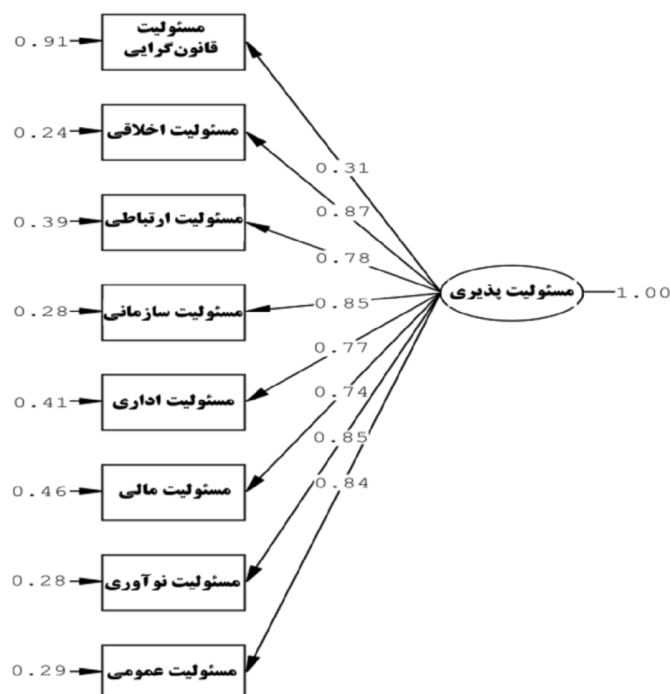 0.91
مسئولیت
قانون‌گرایی
0.31
0.24
مسئولیت اخلاقی
0.87
0.39
مسئولیت ارتباطی
0.78
مسئولیت پذیری
1.00
0.28
مسئولیت سازمانی
0.85
0.77
0.41
مسئولیت اداری
0.74
0.85
0.46
مسئولیت مالی
0.84
0.28
مسئولیت نوآوری
0.29
مسئولیت عمومی